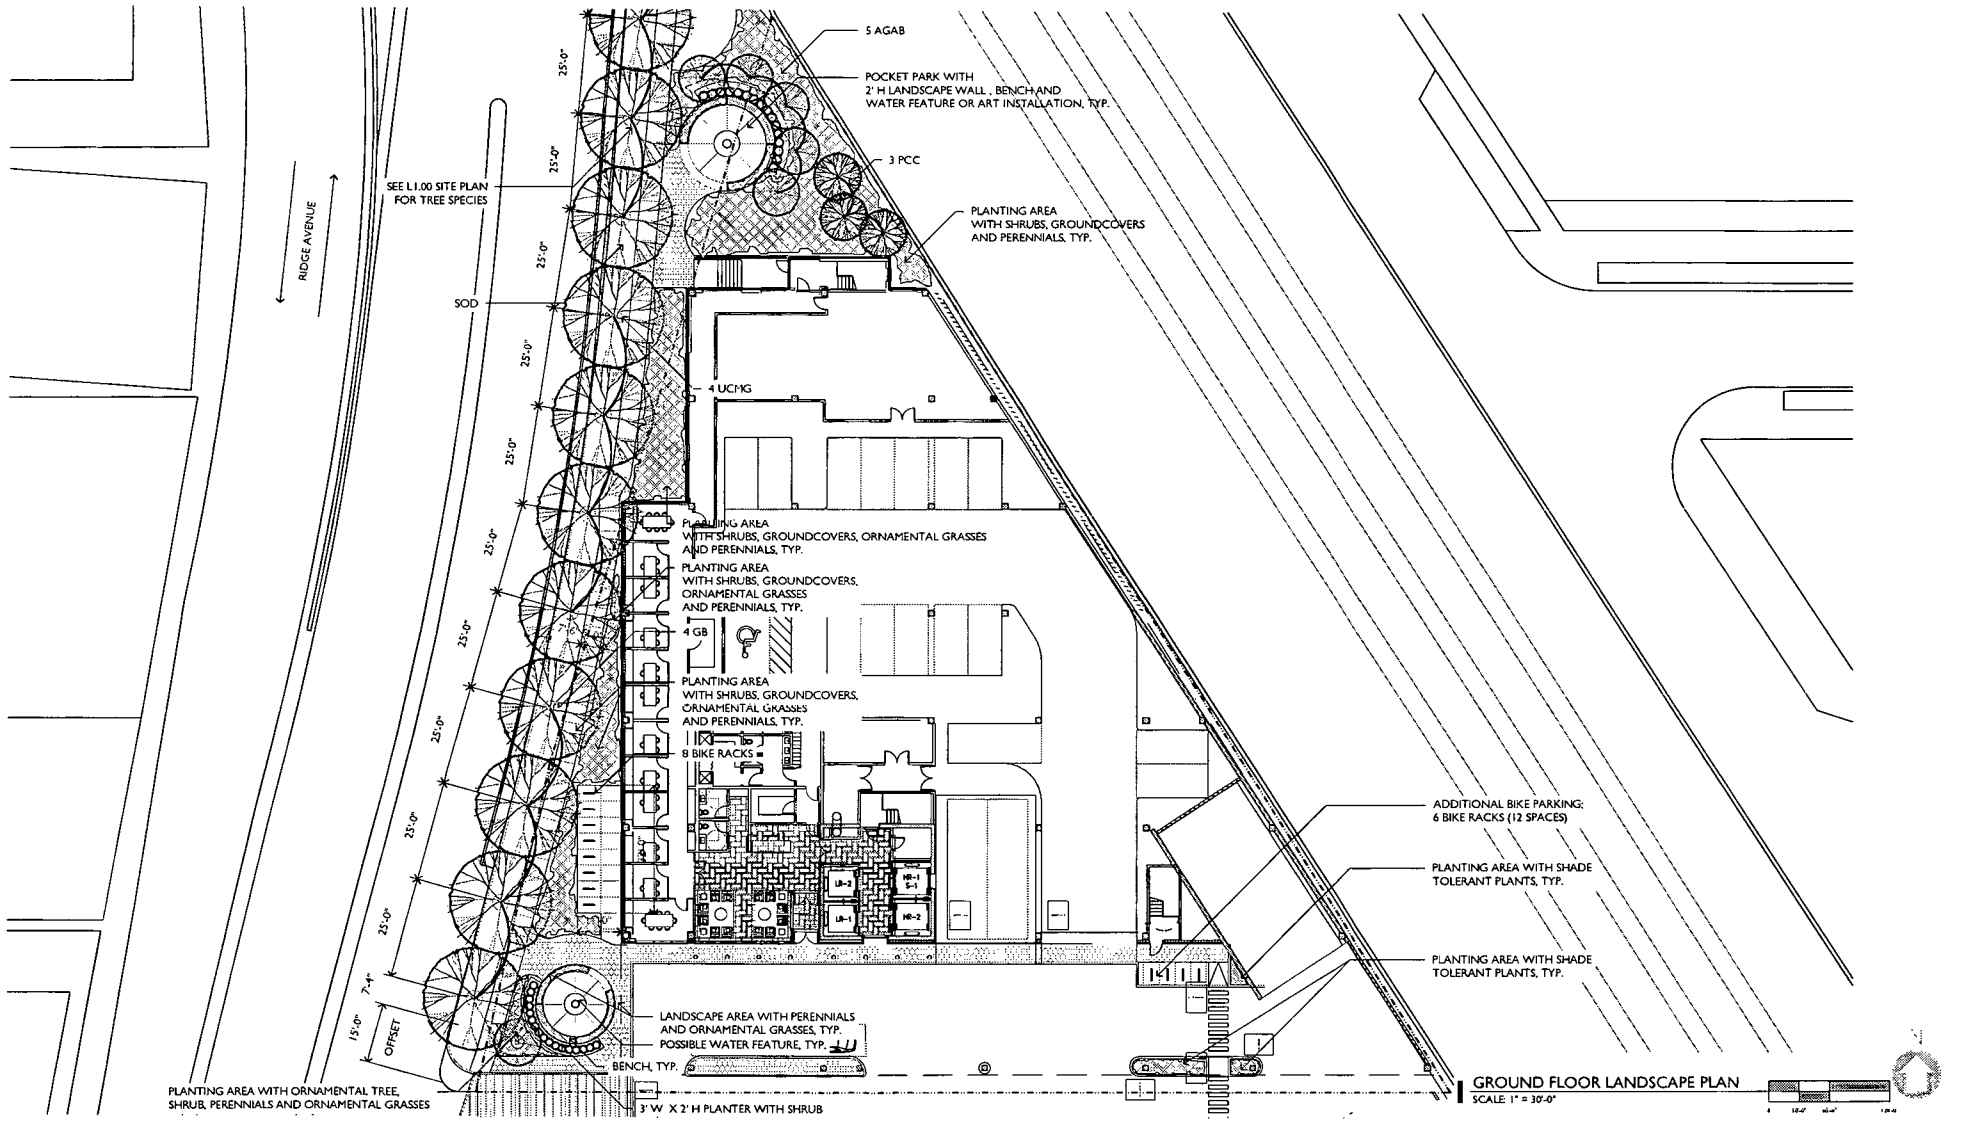 5 AGAB
POCKET PARK WITH
2' H LANDSCAPE WALL , BENCH AND
WATER FEATURE OR ART INSTALLATION, TYP.
3 PCC
SEE L1.00 SITE PLAN
FOR TREE SPECIES
PLANTING AREA
WITH SHRUBS, GROUNDCOVERS
AND PERENNIALS, TYP.
RIDGE AVENUE
SOD
25'-0"
25'-0"
25'-0"
25'-0"
25'-0"
25'-0"
25'-0"
25'-0"
25'-0"
25'-0"
7'-4"
15'-0"
OFFSET
4 UCMG
PLANTING AREA
WITH SHRUBS, GROUNDCOVERS, ORNAMENTAL GRASSES
AND PERENNIALS, TYP.
PLANTING AREA
WITH SHRUBS, GROUNDCOVERS,
ORNAMENTAL GRASSES
AND PERENNIALS, TYP.
4 GB
PLANTING AREA
WITH SHRUBS, GROUNDCOVERS,
ORNAMENTAL GRASSES
AND PERENNIALS, TYP.
8 BIKE RACKS
LR-2
LR-1
HR-1
S-1
HR-2
ADDITIONAL BIKE PARKING;
6 BIKE RACKS (12 SPACES)
PLANTING AREA WITH SHADE
TOLERANT PLANTS, TYP.
PLANTING AREA WITH SHADE
TOLERANT PLANTS, TYP.
LANDSCAPE AREA WITH PERENNIALS
AND ORNAMENTAL GRASSES, TYP.
POSSIBLE WATER FEATURE, TYP.
BENCH, TYP.
PLANTING AREA WITH ORNAMENTAL TREE,
SHRUB, PERENNIALS AND ORNAMENTAL GRASSES
3' W X 2' H PLANTER WITH SHRUB
GROUND FLOOR LANDSCAPE PLAN
SCALE: 1" = 30'-0"
N